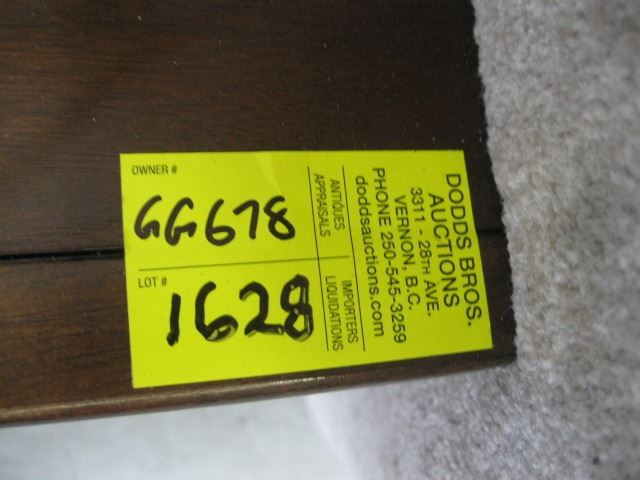 OWNER #
GG678
LOT #
1628
ANTIQUES
APPRAISALS
IMPORTERS
LIQUIDATIONS
DODDS BROS.
AUCTIONS
3311 - 28TH AVE.
VERNON, B.C.
PHONE 250-545-3259
doddsauctions.com